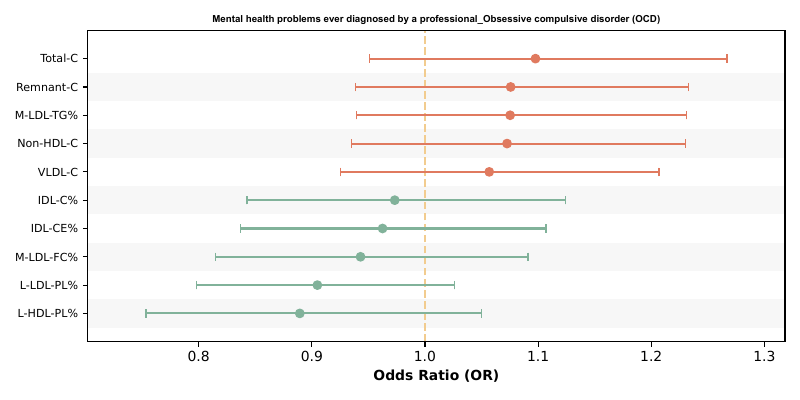 Mental health problems ever diagnosed by a professional_Obsessive compulsive disorder (OCD)
Total-C
Remnant-C
M-LDL-TG%
Non-HDL-C
VLDL-C
IDL-C%
IDL-CE%
M-LDL-FC%
L-LDL-PL%
L-HDL-PL%
0.8 0.9 1.0 1.1 1.2 1.3
Odds Ratio (OR)